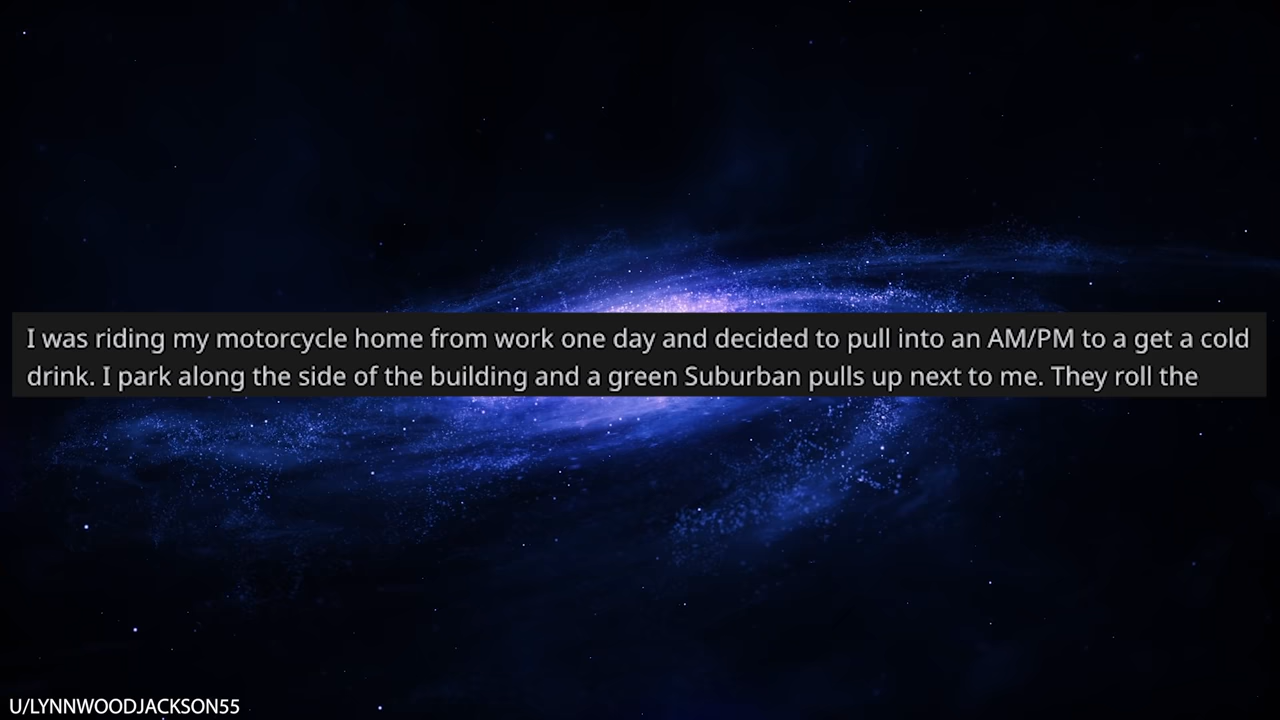 I was riding my motorcycle home from work one day and decided to pull into an AM/PM to a get a cold
drink. I park along the side of the building and a green Suburban pulls up next to me. They roll the
U/LYNNWOODJACKSON55